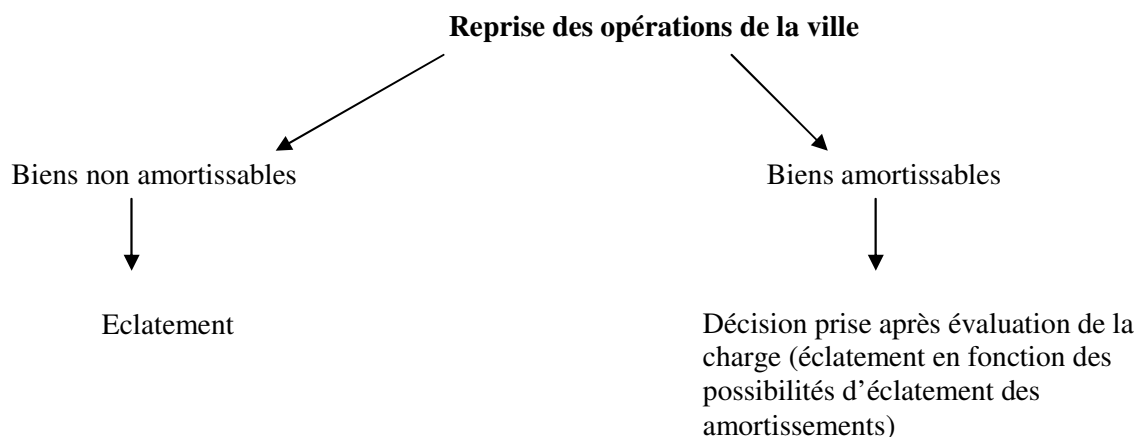 Reprise des opérations de la ville
Biens non amortissables
Biens amortissables
Eclatement
Décision prise après évaluation de la
charge (éclatement en fonction des
possibilités d’éclatement des
amortissements)